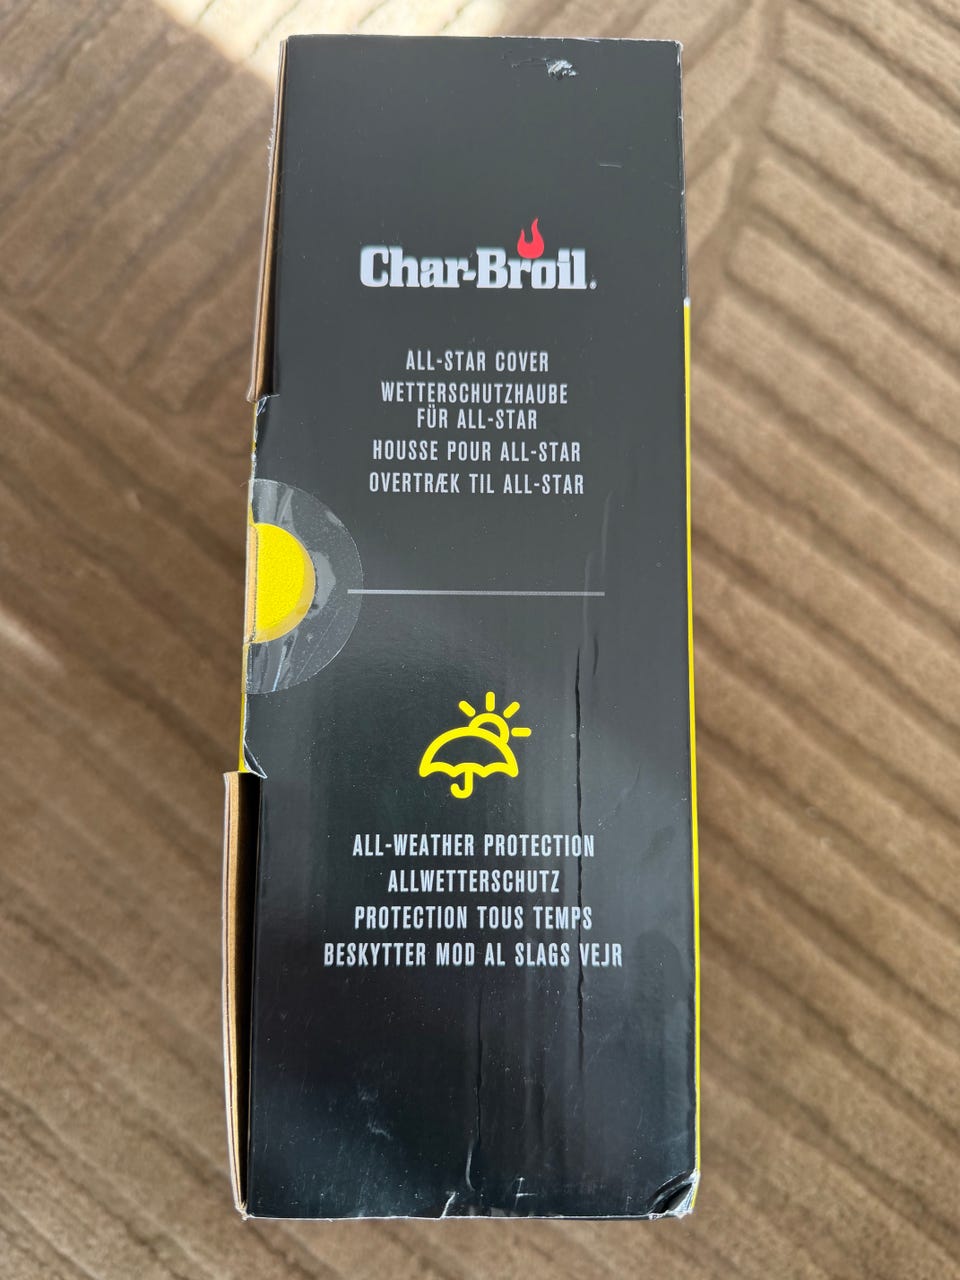 Char-Broil®
ALL-STAR COVER
WETTERSCHUTZHAUBE
FÜR ALL-STAR
HOUSSE POUR ALL-STAR
OVERTRÆK TIL ALL-STAR
ALL-WEATHER PROTECTION
ALLWETTERSCHUTZ
PROTECTION TOUS TEMPS
BESKYTTER MOD AL SLAGS VEJR